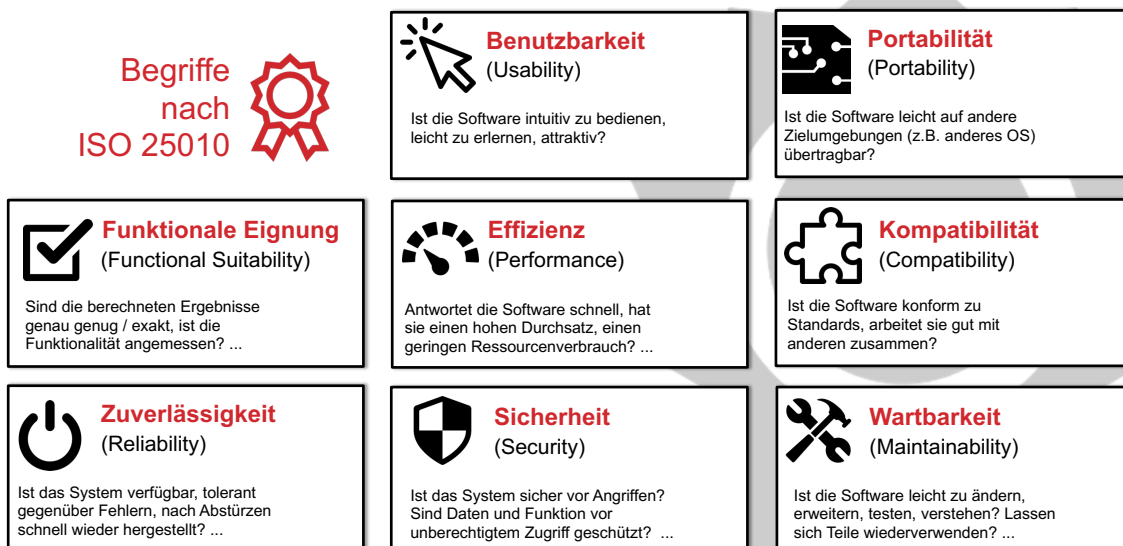 Begriffe
nach
ISO 25010
Benutzbarkeit
(Usability)
Ist die Software intuitiv zu bedienen,
leicht zu erlernen, attraktiv?
Portabilität
(Portability)
Ist die Software leicht auf andere
Zielumgebungen (z.B. anderes OS)
übertragbar?
Funktionale Eignung
(Functional Suitability)
Sind die berechneten Ergebnisse
genau genug / exakt, ist die
Funktionalität angemessen? ...
Effizienz
(Performance)
Antwortet die Software schnell, hat
sie einen hohen Durchsatz, einen
geringen Ressourcenverbrauch? ...
Kompatibilität
(Compatibility)
Ist die Software konform zu
Standards, arbeitet sie gut mit
anderen zusammen?
Zuverlässigkeit
(Reliability)
Ist das System verfügbar, tolerant
gegenüber Fehlern, nach Abstürzen
schnell wieder hergestellt? ...
Sicherheit
(Security)
Ist das System sicher vor Angriffen?
Sind Daten und Funktion vor
unberechtigtem Zugriff geschützt? ...
Wartbarkeit
(Maintainability)
Ist die Software leicht zu ändern,
erweitern, testen, verstehen? Lassen
sich Teile wiederverwenden? ...